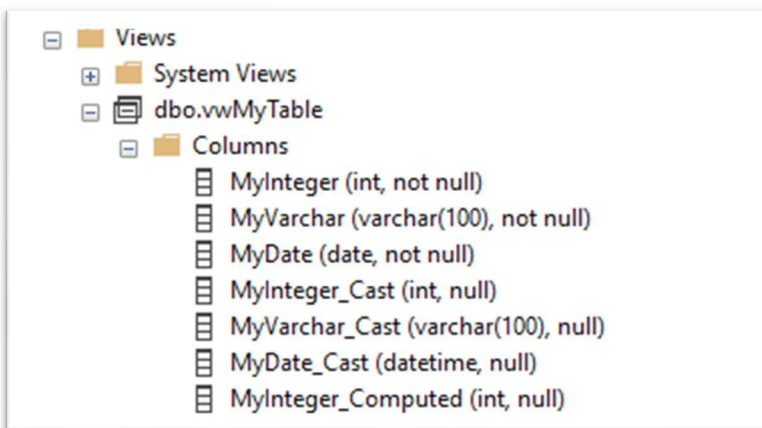 Views
System Views
dbo.vwMyTable
Columns
MyInteger (int, not null)
MyVarchar (varchar(100), not null)
MyDate (date, not null)
MyInteger_Cast (int, null)
MyVarchar_Cast (varchar(100), null)
MyDate_Cast (datetime, null)
MyInteger_Computed (int, null)